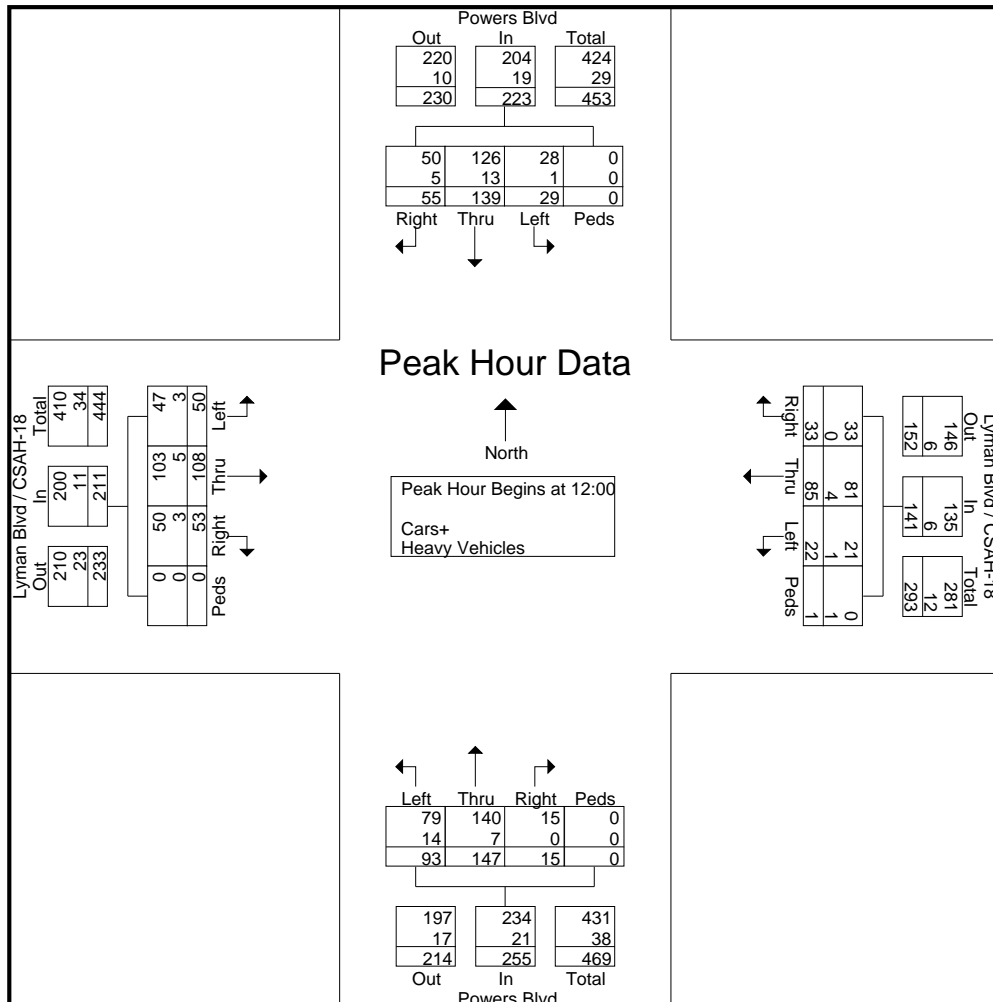 Powers Blvd
Out In Total
220 204 424
10 19 29
230 223 453
50 126 28 0
5 13 1 0
55 139 29 0
Right Thru Left Peds
Peak Hour Data
North
Peak Hour Begins at 12:00
Cars+
Heavy Vehicles
Lyman Blvd / CSAH-18
Out In Total
210 200 410
23 11 34
233 211 444
47 103 50 0
3 5 3 0
50 108 53 0
Left Thru Right Peds
Lyman Blvd / CSAH-18
Out In Total
146 135 281
6 6 12
152 141 293
33 81 21 0
0 4 1 1
33 85 22 1
Right Thru Left Peds
Left Thru Right Peds
79 140 15 0
14 7 0 0
93 147 15 0
197 234 431
17 21 38
214 255 469
Out In Total
Powers Blvd